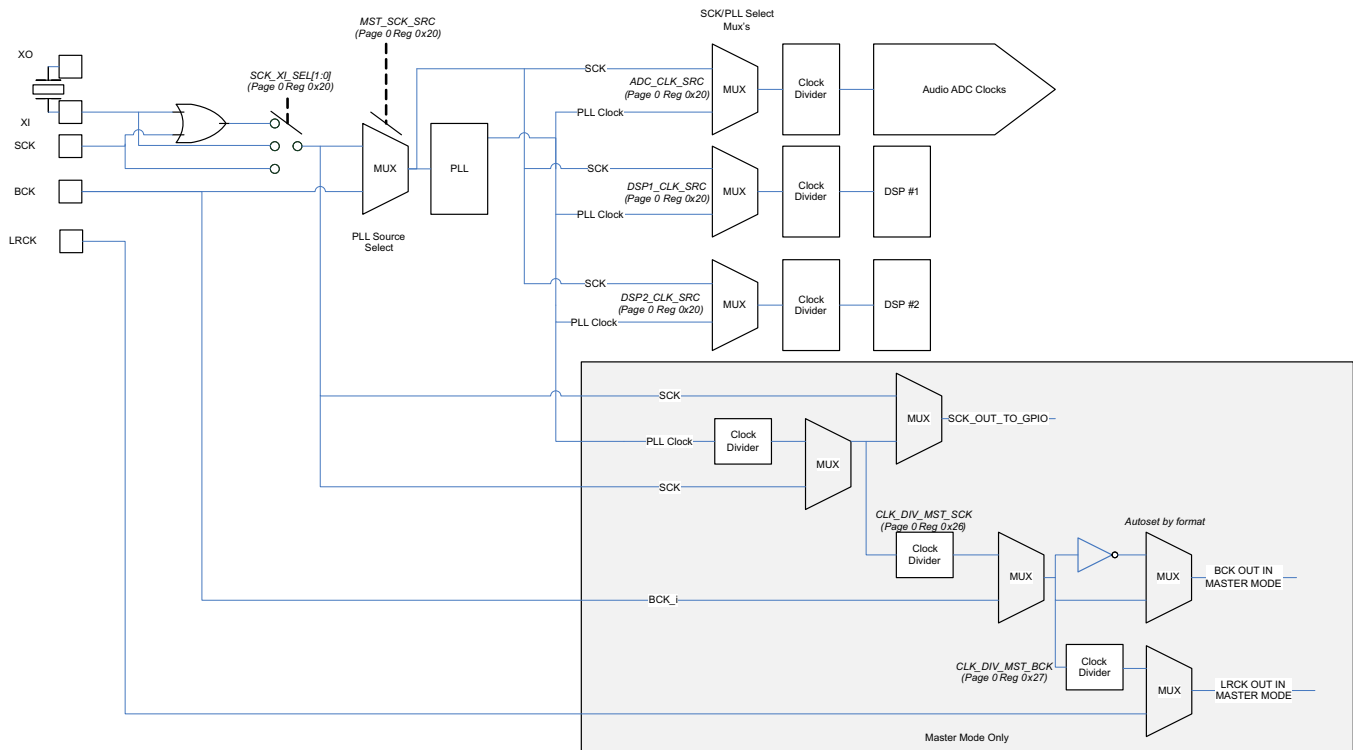 MST_SCK_SRC
(Page 0 Reg 0x20)
SCK/PLL Select
Mux's
XO
XI
SCK
BCK
LRCK
SCK_XI_SEL[1:0]
(Page 0 Reg 0x20)
MUX
PLL Source
Select
PLL
SCK
ADC_CLK_SRC
(Page 0 Reg 0x20)
PLL Clock
MUX
Clock
Divider
Audio ADC Clocks
SCK
DSP1_CLK_SRC
(Page 0 Reg 0x20)
PLL Clock
MUX
Clock
Divider
DSP #1
SCK
DSP2_CLK_SRC
(Page 0 Reg 0x20)
PLL Clock
MUX
Clock
Divider
DSP #2
SCK
MUX
SCK_OUT_TO_GPIO
PLL Clock
Clock
Divider
MUX
SCK
CLK_DIV_MST_SCK
(Page 0 Reg 0x26)
Clock
Divider
MUX
Autoset by format
MUX
BCK OUT IN
MASTER MODE
BCK_i
CLK_DIV_MST_BCK
(Page 0 Reg 0x27)
Clock
Divider
MUX
LRCK OUT IN
MASTER MODE
Master Mode Only